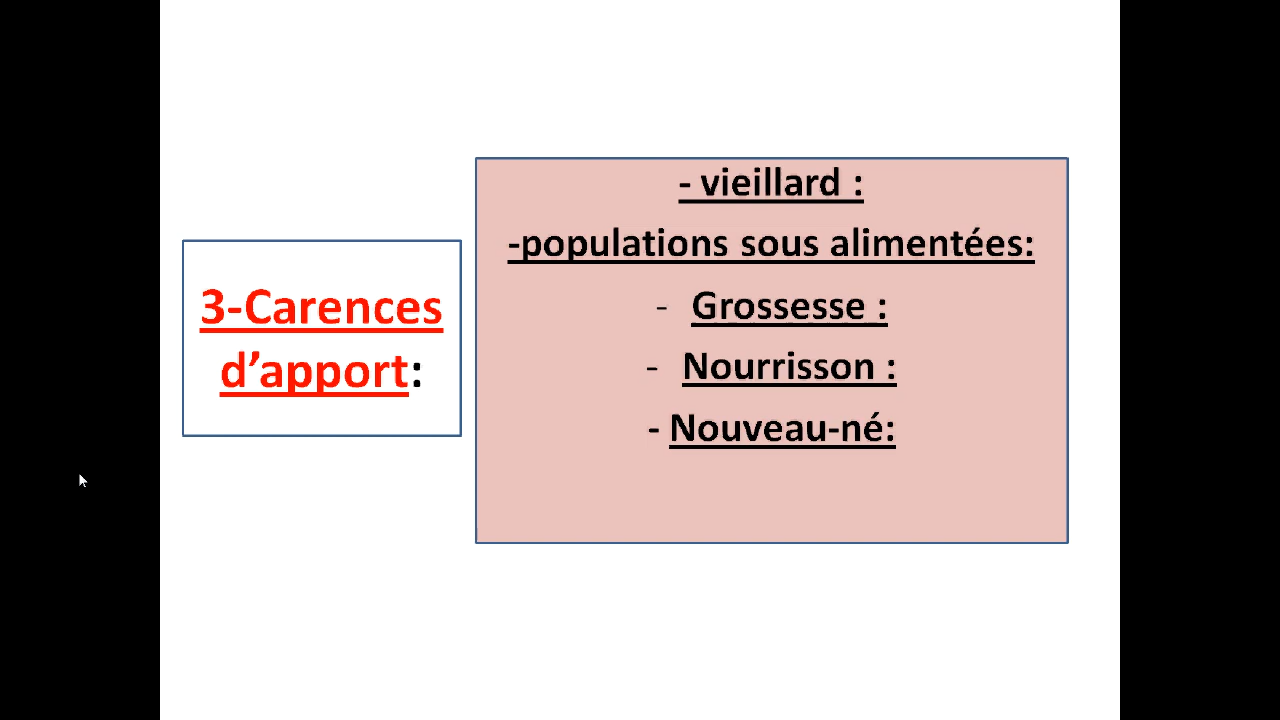 3-Carences
d’apport:
- vieillard :
-populations sous alimentées:
- Grossesse :
- Nourrisson :
- Nouveau-né: